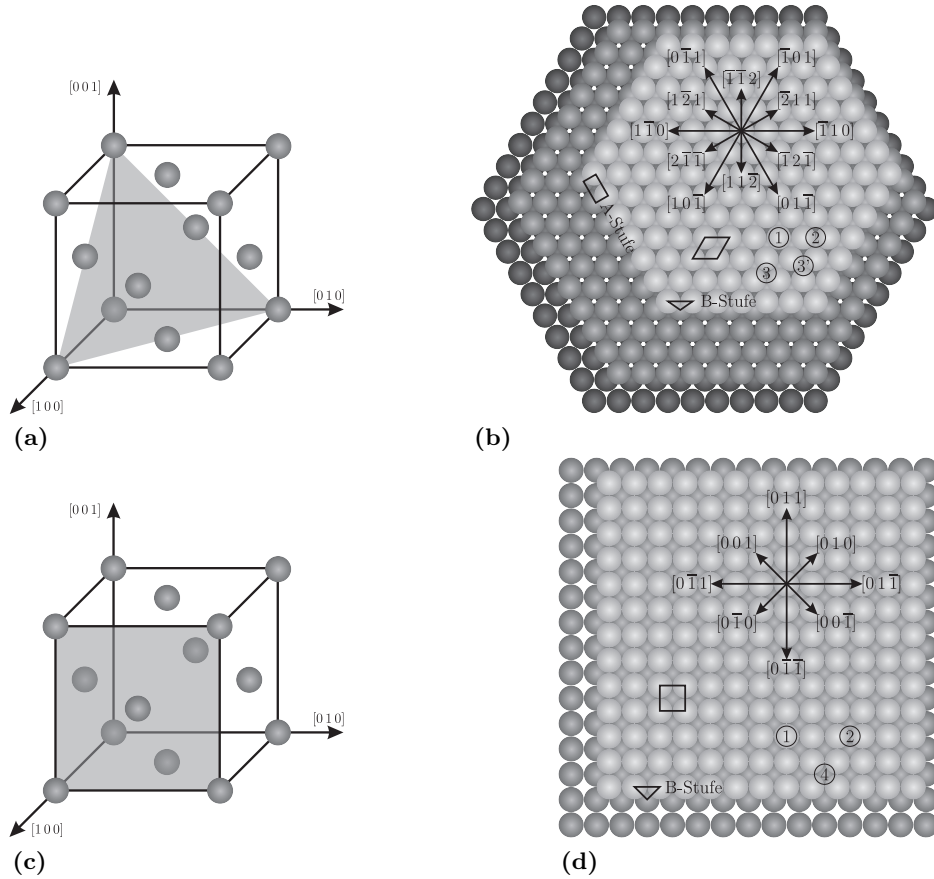 [0 0 1]
[0 1 0]
[1 0 0]
(a)
[0 1̄ 1]
[1̄ 0 1]
[1̄ 1̄ 2]
[1 2̄ 1]
[2̄ 1 1]
[1 1̄ 0]
[1̄ 1 0]
[2 1̄ 1̄]
[1̄ 2 1̄]
[1 1 2̄]
[1 0 1̄]
[0 1 1̄]
A-Stufe
1
2
3
3'
B-Stufe
(b)
[0 0 1]
[0 1 0]
[1 0 0]
(c)
[0 1 1]
[0 0 1]
[0 1 0]
[0 1̄ 1]
[0 1 1̄]
[0 1̄ 0]
[0 0 1̄]
[0 1̄ 1̄]
1
2
4
B-Stufe
(d)